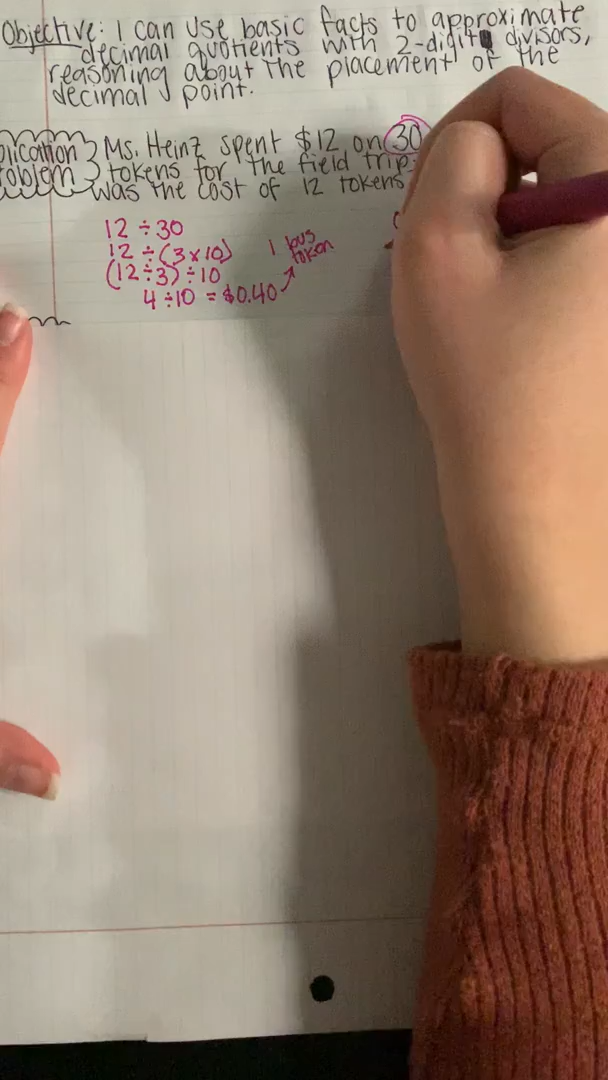 Objective: I can use basic facts to approximate
decimal quotients with 2-digit divisors,
reasoning about the placement of the
decimal point.
Ms. Heinz spent $12 on 30
tokens for the field trip.
was the cost of 12 tokens
12 ÷ 30
12 ÷ (3 x 10)
(12 ÷ 3) ÷ 10
4 ÷ 10 = $0.40
1 bus
token